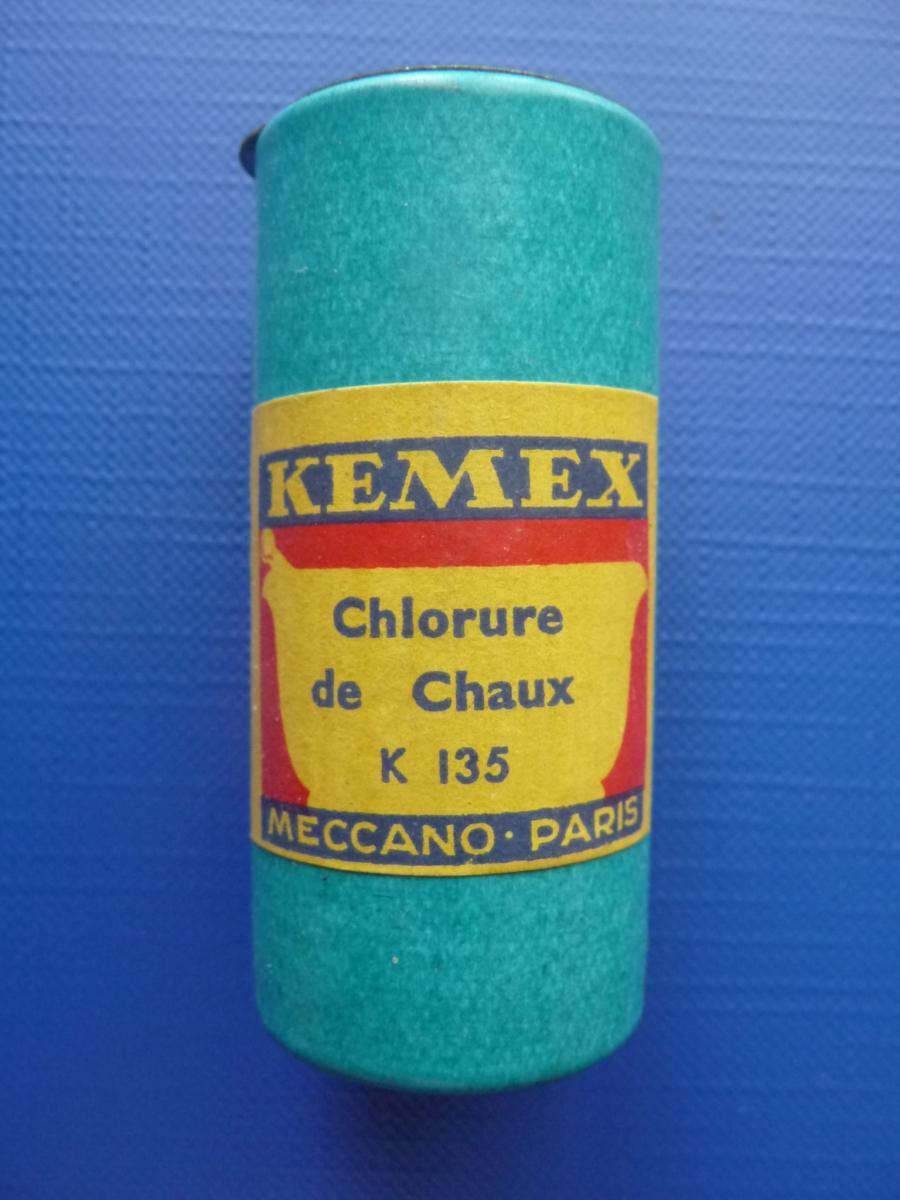 KEMEX
Chlorure
de Chaux
K 135
MECCANO · PARIS